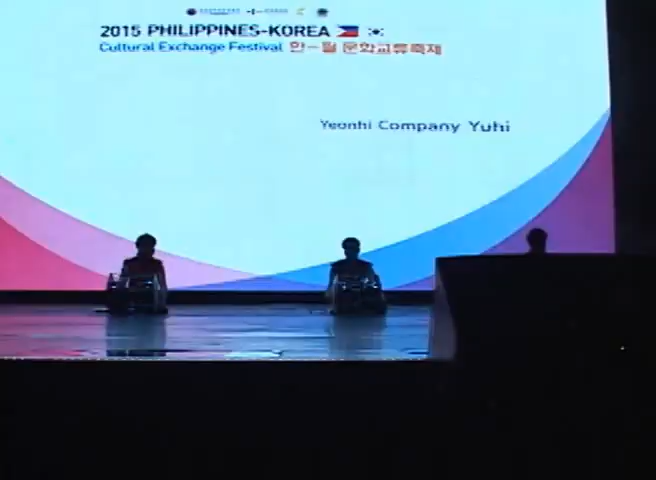 2015 PHILIPPINES-KOREA
Cultural Exchange Festival 한-필 문화교류축제
Yeonhi Company Yuhi